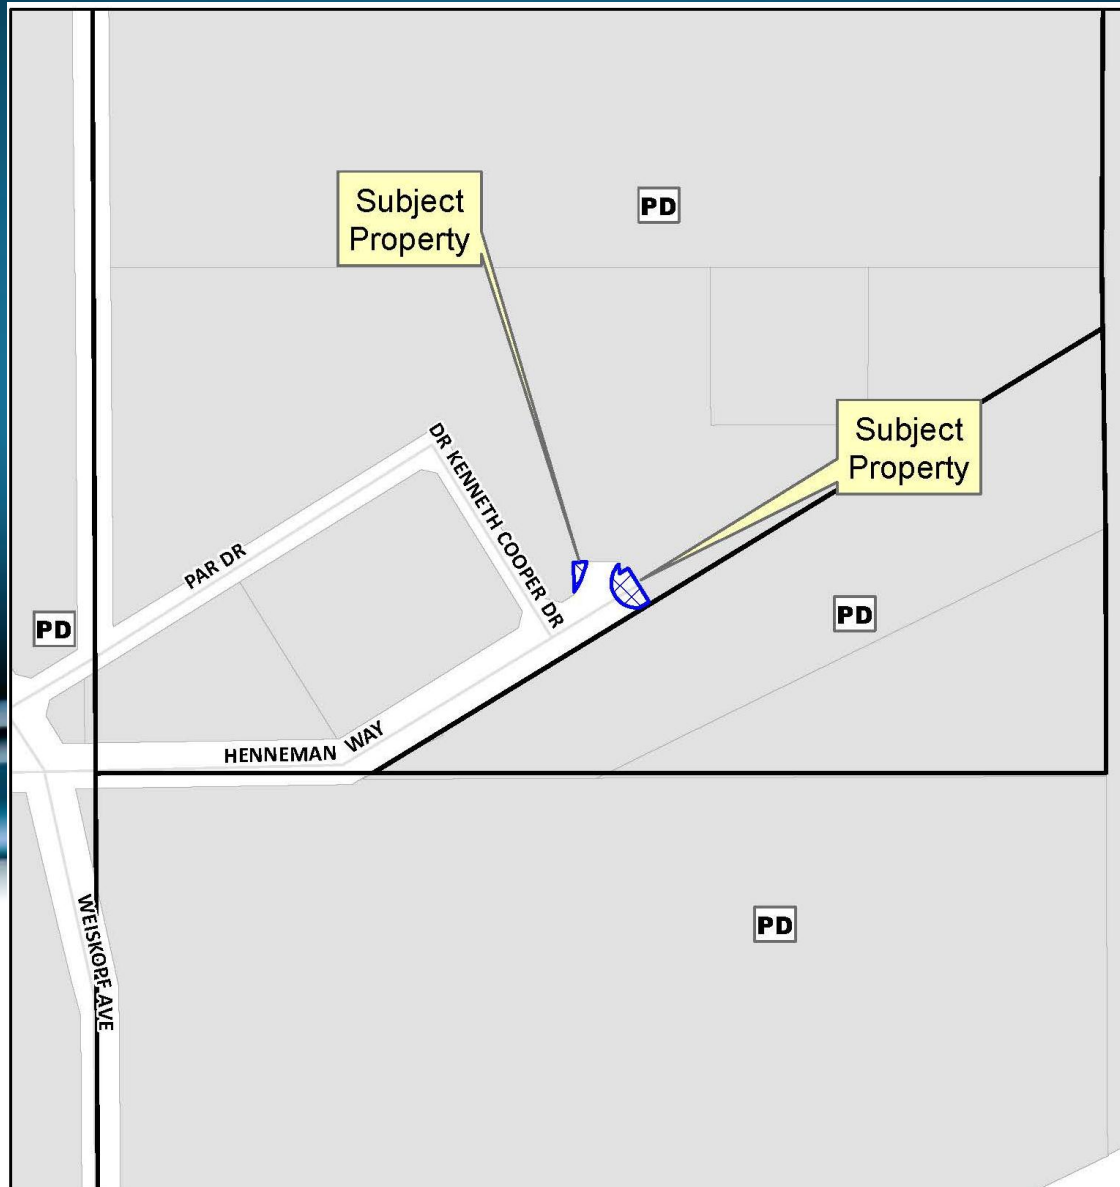 Subject
Property
PD
Subject
Property
DR KENNETH COOPER DR
PAR DR
PD
PD
HENNEMAN WAY
WEISKOPF AVE
PD